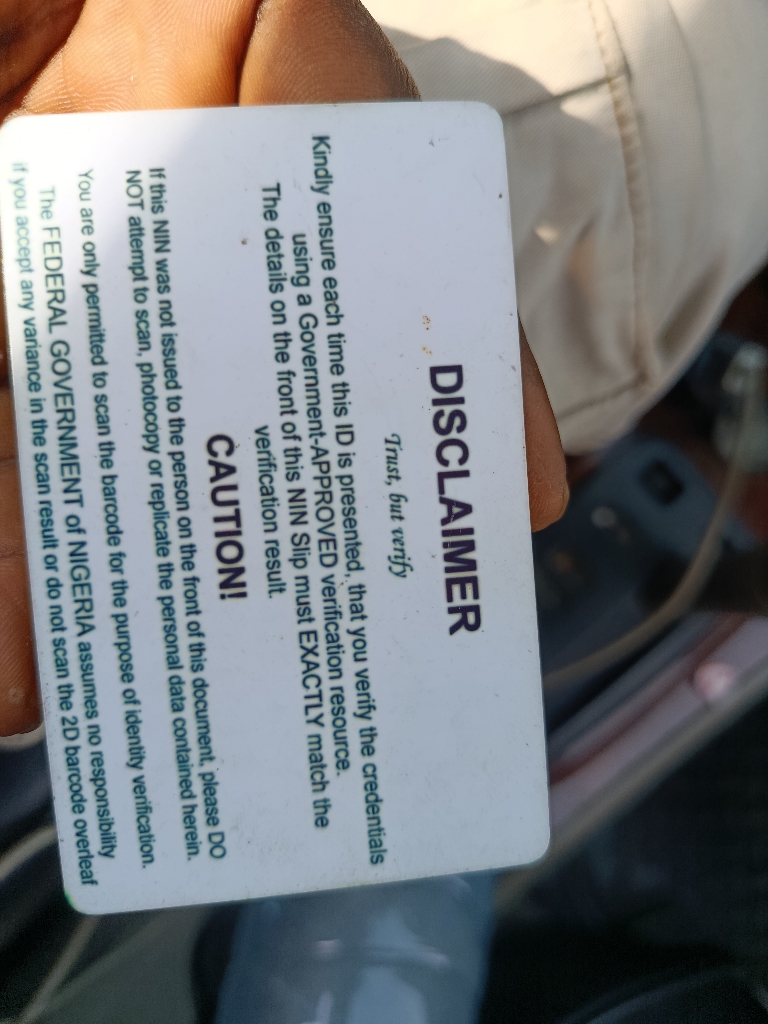 DISCLAIMER
Trust, but verify
Kindly ensure each time this ID is presented, that you verify the credentials
using a Government-APPROVED verification resource.
The details on the front of this NIN Slip must EXACTLY match the
verification result.
CAUTION!
If this NIN was not issued to the person on the front of this document, please DO
NOT attempt to scan, photocopy or replicate the personal data contained herein.
You are only permitted to scan the barcode for the purpose of identity verification.
The FEDERAL GOVERNMENT of NIGERIA assumes no responsibility
if you accept any variance in the scan result or do not scan the 2D barcode overleaf